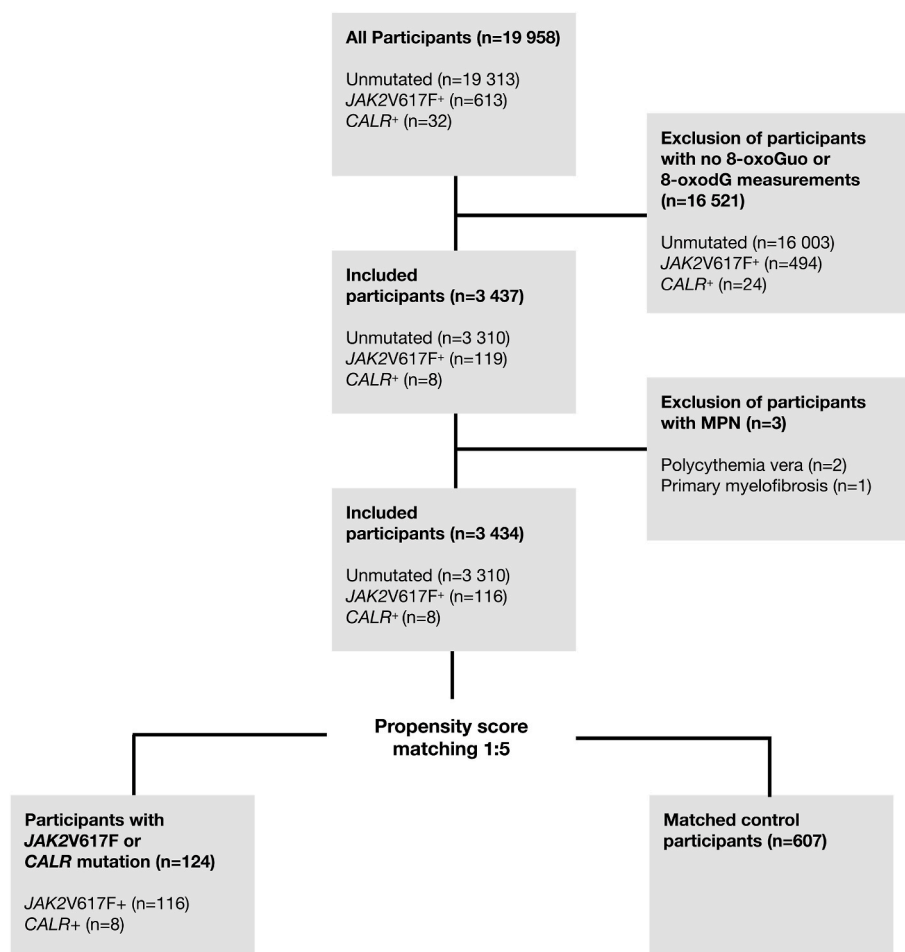 All Participants (n=19 958)
Unmutated (n=19 313)
JAK2V617F⁺ (n=613)
CALR⁺ (n=32)
Exclusion of participants
with no 8-oxoGuo or
8-oxodG measurements
(n=16 521)
Unmutated (n=16 003)
JAK2V617F⁺ (n=494)
CALR⁺ (n=24)
Included
participants (n=3 437)
Unmutated (n=3 310)
JAK2V617F⁺ (n=119)
CALR⁺ (n=8)
Exclusion of participants
with MPN (n=3)
Polycythemia vera (n=2)
Primary myelofibrosis (n=1)
Included
participants (n=3 434)
Unmutated (n=3 310)
JAK2V617F⁺ (n=116)
CALR⁺ (n=8)
Propensity score
matching 1:5
Participants with
JAK2V617F or
CALR mutation (n=124)
JAK2V617F+ (n=116)
CALR+ (n=8)
Matched control
participants (n=607)